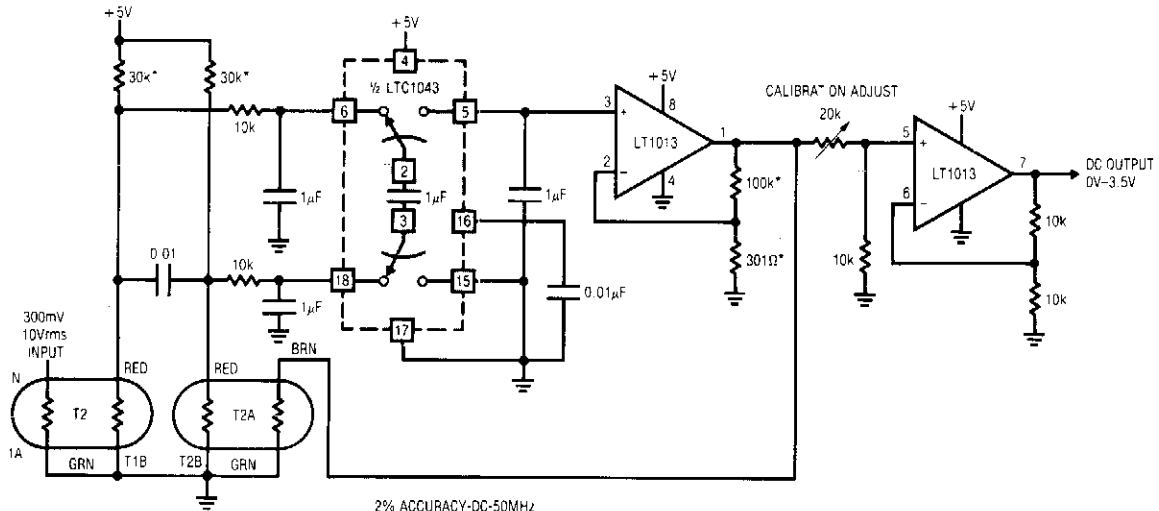 +5V
30k*
30k*
10k
1µF
+5V
4
½ LTC1043
6
5
2
1µF
3
16
18
15
17
1µF
0.01µF
0 01
10k
1µF
300mV
10Vrms
INPUT
N
RED
T2
1A
GRN
T1B
RED
BRN
T2A
T2B
GRN
+5V
3
+
8
LT1013
1
2
−
4
100k*
301Ω*
CALIBRAT ON ADJUST
20k
10k
+5V
5
+
LT1013
7
6
−
DC OUTPUT
0V–3.5V
10k
10k
2% ACCURACY-DC-50MHz